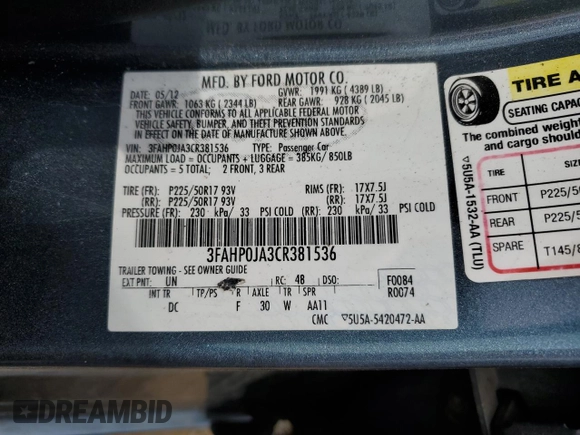 MFD. BY FORD MOTOR CO.
DATE: 05/12 GVWR: 1991 KG ( 4389 LB)
FRONT GAWR: 1063 KG ( 2344 LB) REAR GAWR: 928 KG ( 2045 LB)
THIS VEHICLE CONFORMS TO ALL APPLICABLE FEDERAL MOTOR
VEHICLE SAFETY, BUMPER, AND THEFT PREVENTION STANDARDS IN
EFFECT ON THE DATE OF MANUFACTURE SHOWN ABOVE.
VIN: 3FAHP0JA3CR381536 TYPE: Passenger Car
MAXIMUM LOAD = OCCUPANTS + LUGGAGE = 385KG/ 850LB
OCCUPANTS = 5 TOTAL; 2 FRONT, 3 REAR
TIRE (FR): P225/50R17 93V RIMS (FR): 17X7.5J
(RR): P225/50R17 93V (RR): 17X7.5J
PRESSURE (FR): 230 kPa/ 33 PSI COLD (RR): 230 kPa/ 33 PSI COLD
3FAHP0JA3CR381536
TRAILER TOWING - SEE OWNER GUIDE
EXT PNT: UN RC: 48 DSO: F0084
INT TR TP/PS R AXLE TR SPR R0074
DC F 30 W AA11
CMC ▽5U5A-5420472-AA
TIRE A
SEATING CAPACI
The combined weight
and cargo should
TIRE SIZ
FRONT P225/5
REAR P225/5
SPARE T145/8
▽5U5A-1532-AA (TLU)
DREAMBID